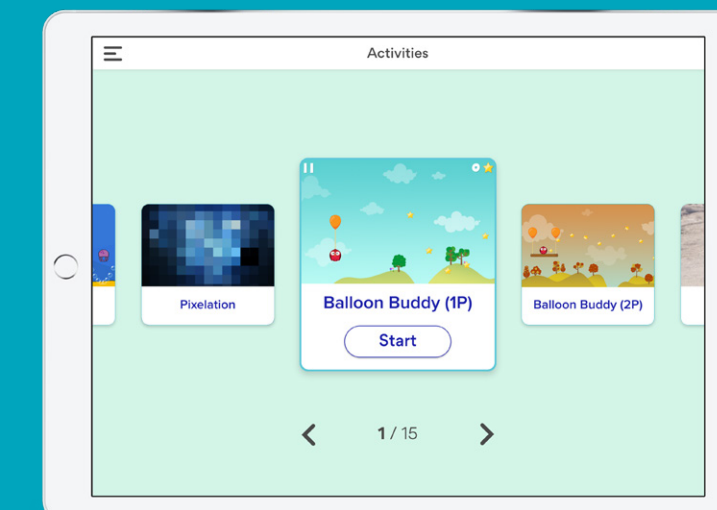 Activities
Pixelation
Balloon Buddy (1P)
Start
Balloon Buddy (2P)
1 / 15